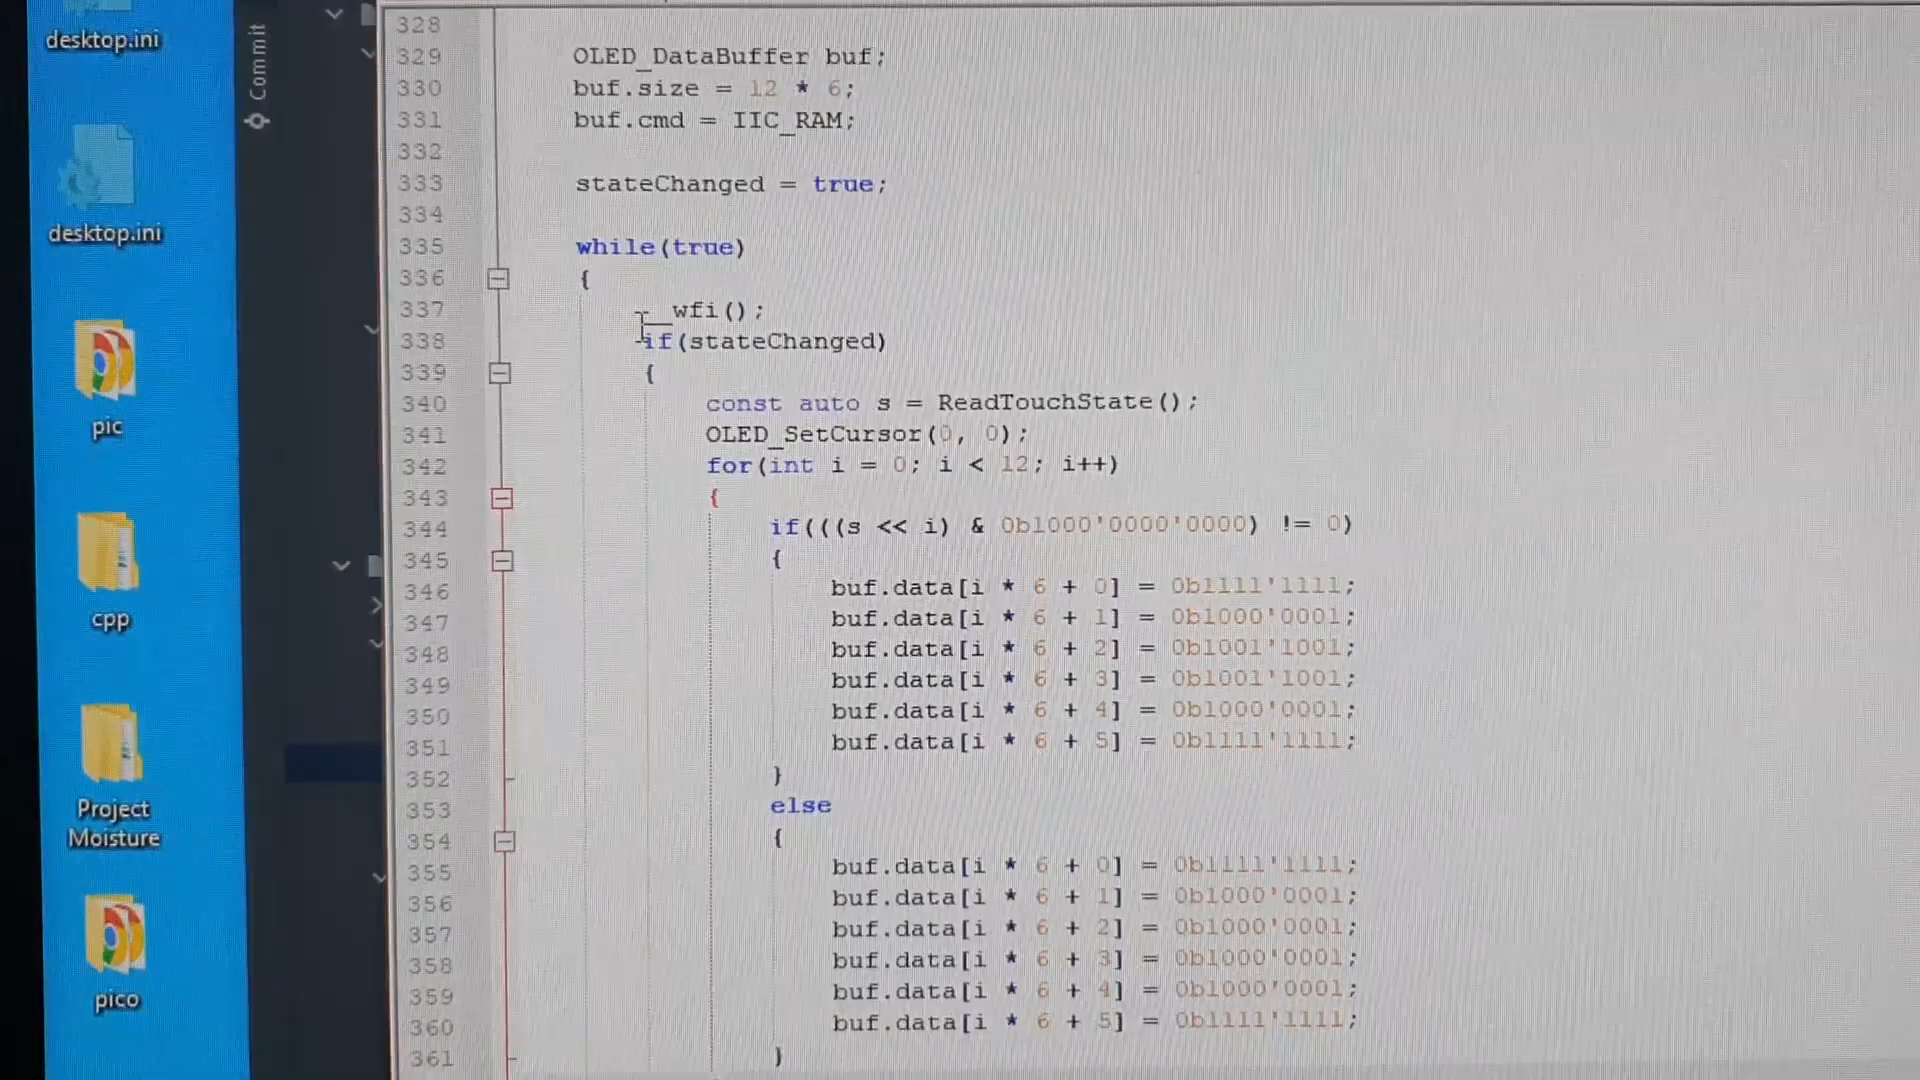 desktop.ini
desktop.ini
pic
cpp
Project
Moisture
pico
Commit
328
329 OLED_DataBuffer buf;
330 buf.size = 12 * 6;
331 buf.cmd = IIC_RAM;
332
333 stateChanged = true;
334
335 while(true)
336 {
337 __wfi();
338 if(stateChanged)
339 {
340 const auto s = ReadTouchState();
341 OLED_SetCursor(0, 0);
342 for(int i = 0; i < 12; i++)
343 {
344 if(((s << i) & 0b1000'0000'0000) != 0)
345 {
346 buf.data[i * 6 + 0] = 0b1111'1111;
347 buf.data[i * 6 + 1] = 0b1000'0001;
348 buf.data[i * 6 + 2] = 0b1001'1001;
349 buf.data[i * 6 + 3] = 0b1001'1001;
350 buf.data[i * 6 + 4] = 0b1000'0001;
351 buf.data[i * 6 + 5] = 0b1111'1111;
352 }
353 else
354 {
355 buf.data[i * 6 + 0] = 0b1111'1111;
356 buf.data[i * 6 + 1] = 0b1000'0001;
357 buf.data[i * 6 + 2] = 0b1000'0001;
358 buf.data[i * 6 + 3] = 0b1000'0001;
359 buf.data[i * 6 + 4] = 0b1000'0001;
360 buf.data[i * 6 + 5] = 0b1111'1111;
361 }